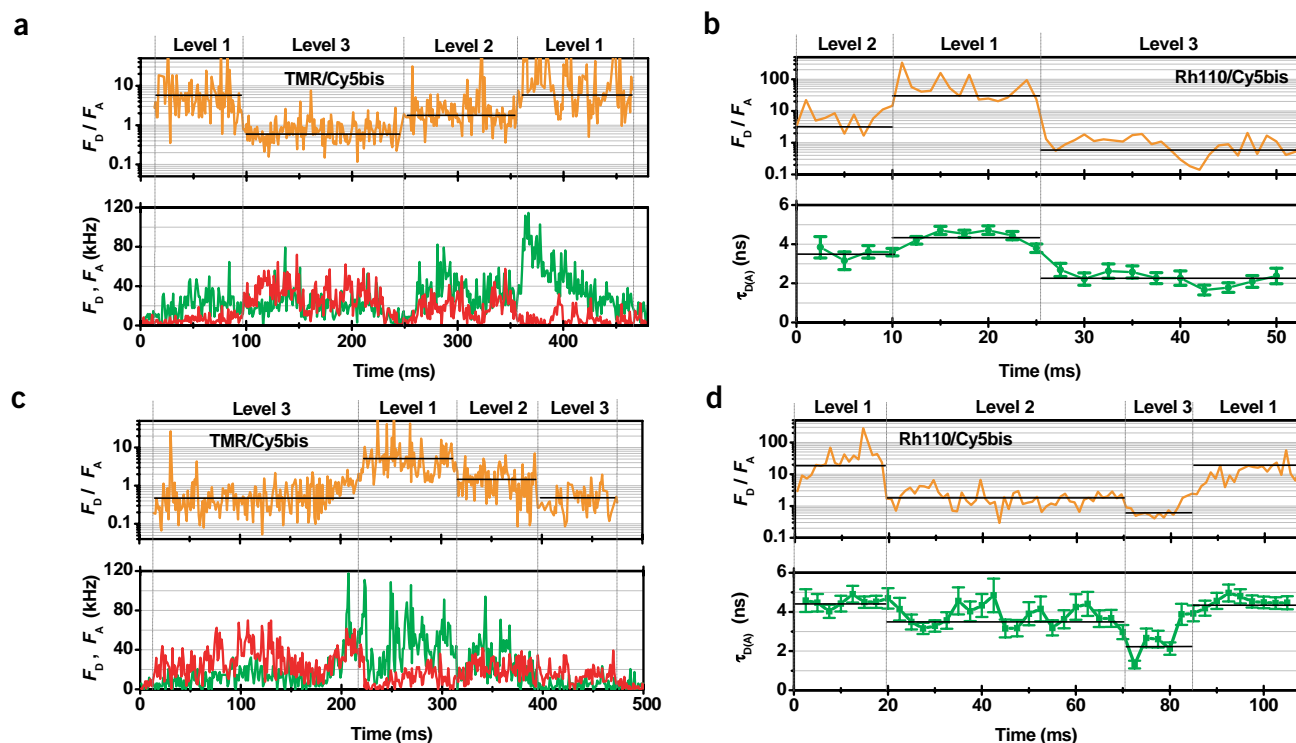 a
Level 1 Level 3 Level 2 Level 1
TMR/Cy5bis
F_D / F_A
10
1
0.1
F_D , F_A (kHz)
120
80
40
0
0 100 200 300 400
Time (ms)
b
Level 2 Level 1 Level 3
Rh110/Cy5bis
F_D / F_A
100
10
1
0.1
τ_D(A) (ns)
6
4
2
0
0 10 20 30 40 50
Time (ms)
c
Level 3 Level 1 Level 2 Level 3
TMR/Cy5bis
F_D / F_A
10
1
0.1
F_D , F_A (kHz)
120
80
40
0
0 100 200 300 400 500
Time (ms)
d
Level 1 Level 2 Level 3 Level 1
Rh110/Cy5bis
F_D / F_A
100
10
1
0.1
τ_D(A) (ns)
6
4
2
0
0 20 40 60 80 100
Time (ms)